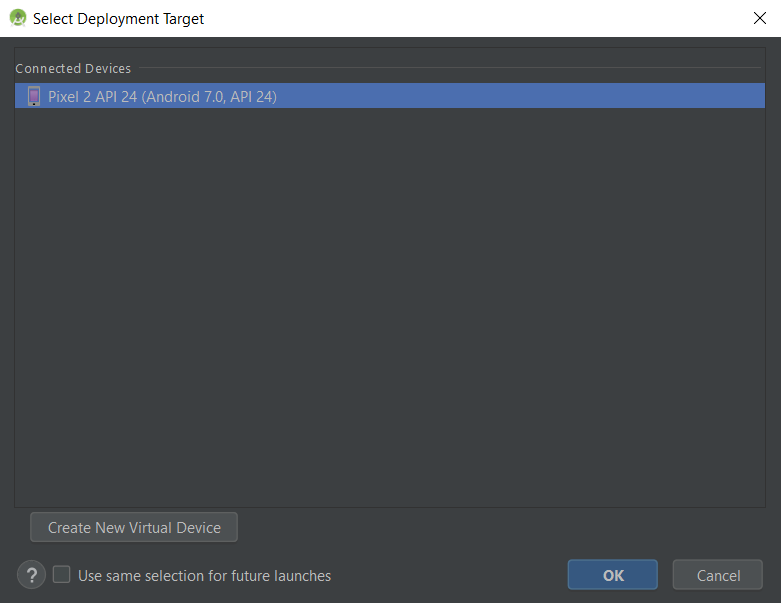 Select Deployment Target
Connected Devices
Pixel 2 API 24 (Android 7.0, API 24)
Create New Virtual Device
? Use same selection for future launches
OK Cancel